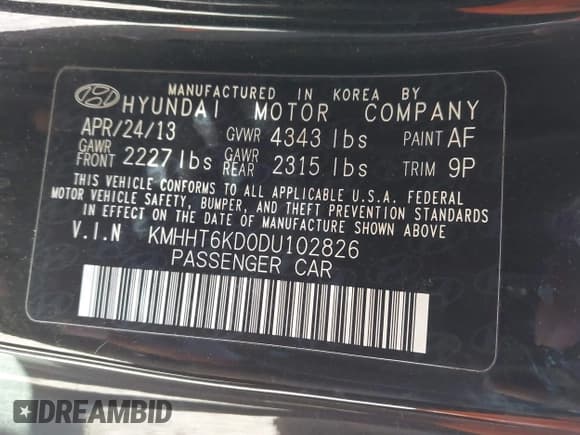 MANUFACTURED IN KOREA BY
HYUNDAI MOTOR COMPANY
APR/24/13 GVWR 4343 lbs PAINT AF
GAWR FRONT 2227 lbs GAWR REAR 2315 lbs TRIM 9P
THIS VEHICLE CONFORMS TO ALL APPLICABLE U.S.A. FEDERAL
MOTOR VEHICLE SAFETY, BUMPER, AND THEFT PREVENTION STANDARDS
IN EFFECT ON THE DATE OF MANUFACTURE SHOWN ABOVE.
V.I.N KMHHT6KD0DU102826
PASSENGER CAR
DREAMBID